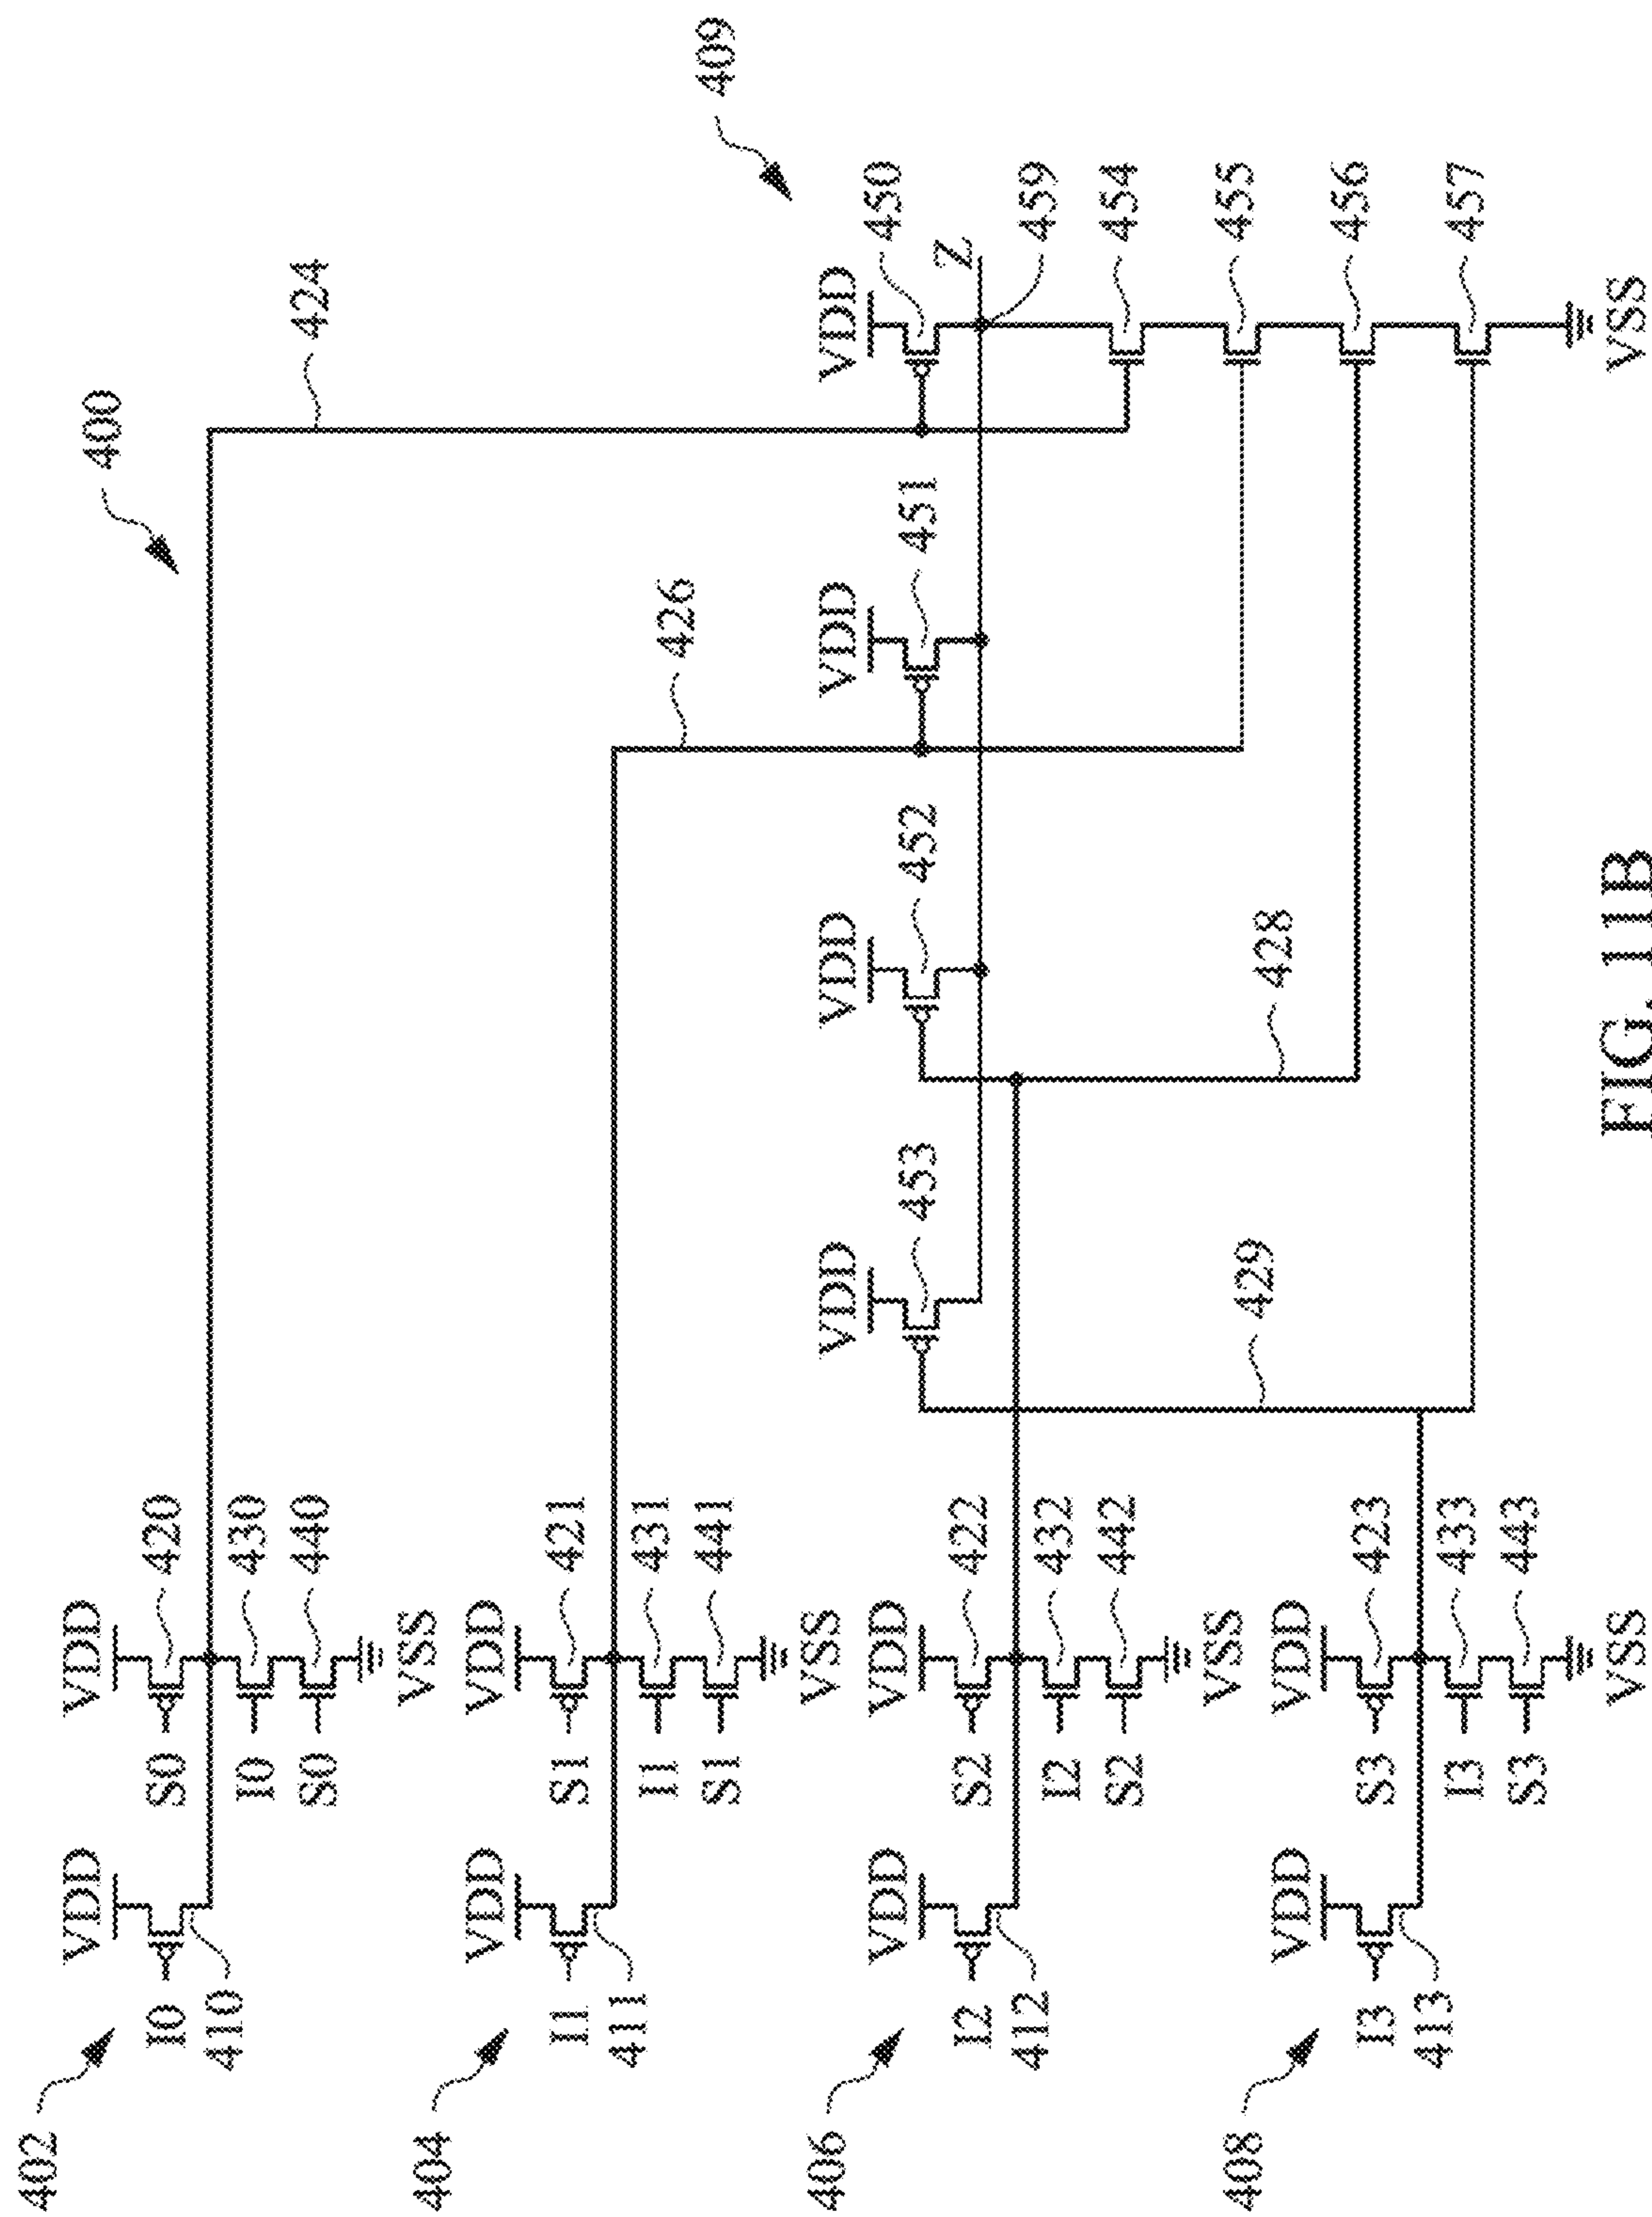 402
VDD VDD
400
I0 S0 420
410 I0 430
S0 440 424
VSS
404
VDD VDD
I1 S1 421
411 I1 431 426
S1 441 409
406 VSS VDD VDD VDD VDD
VDD VDD 450
453 452 451
Z
I2 S2 422
412 I2 432 459
S2 442 454
408 VSS 429 428 455
VDD VDD 456
I3 S3 423
413 I3 433 457
S3 443
VSS VSS
FIG. 11B